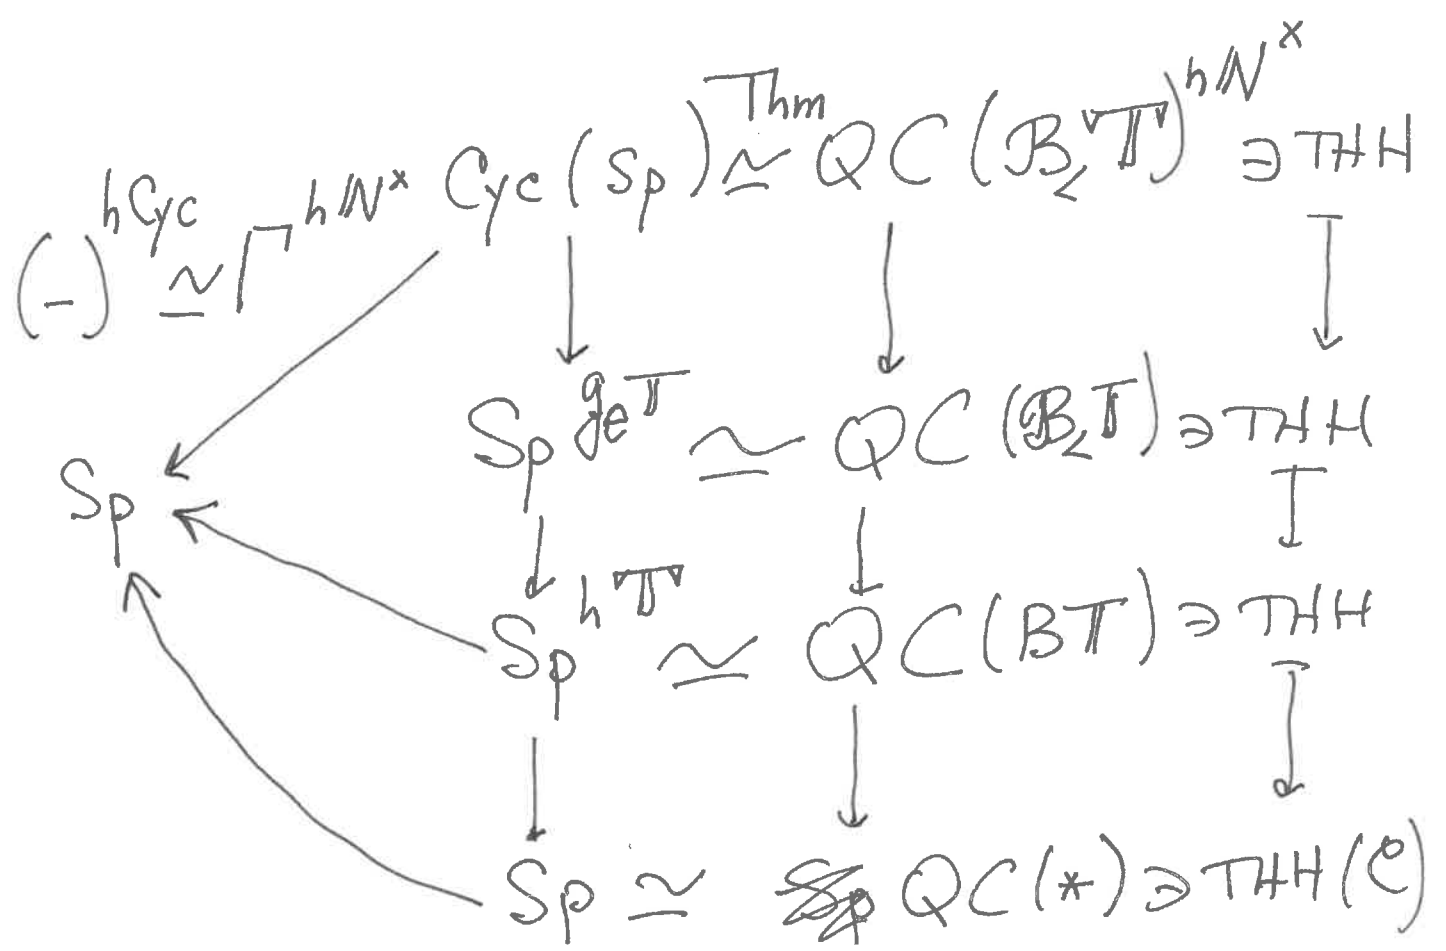 (-)^{hCyc} ≃ Γ^{hℕ^×} Cyc(Sp) ≃^{Thm} QC(B_<𝕋)^{hℕ^×} ∋ THH
Sp^{g_e𝕋} ≃ QC(B_<𝕋) ∋ THH
Sp
Sp^{h𝕋} ≃ QC(B𝕋) ∋ THH
Sp ≃ QC(*) ∋ THH(C)